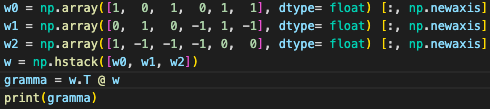 w0 = np.array([1, 0, 1, 0, 1, 1], dtype= float) [:, np.newaxis]
w1 = np.array([0, 1, 0, -1, 1, -1], dtype= float) [:, np.newaxis]
w2 = np.array([1, -1, -1, -1, 0, 0], dtype= float) [:, np.newaxis]
w = np.hstack([w0, w1, w2])
gramma = w.T @ w
print(gramma)